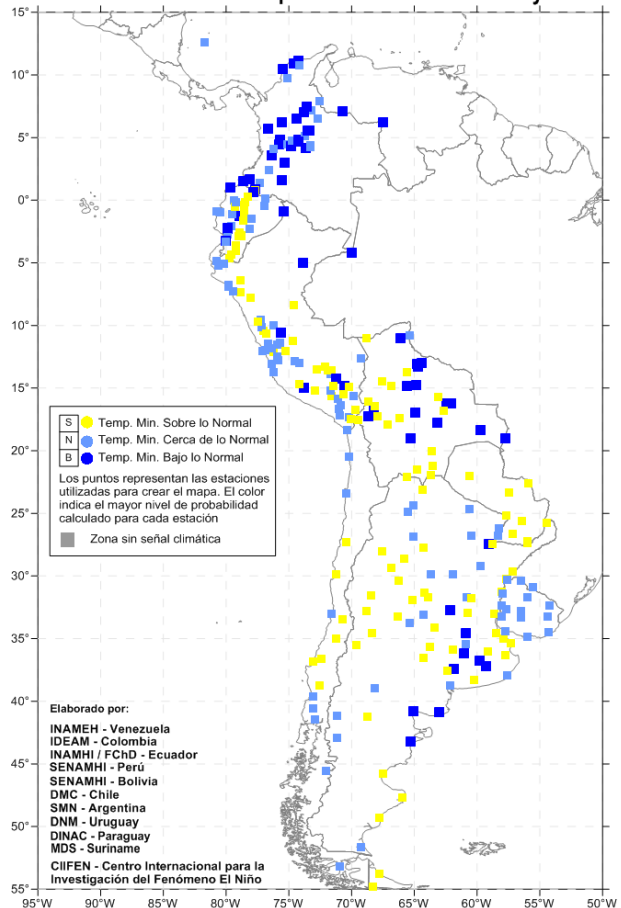 15°
10°
5°
0°
5°
10°
15°
20°
25°
30°
35°
40°
45°
50°
55°
S Temp. Min. Sobre lo Normal
N Temp. Min. Cerca de lo Normal
B Temp. Min. Bajo lo Normal
Los puntos representan las estaciones
utilizadas para crear el mapa. El color
indica el mayor nivel de probabilidad
calculado para cada estación
Zona sin señal climática
Elaborado por:
INAMEH - Venezuela
IDEAM - Colombia
INAMHI / FChD - Ecuador
SENAMHI - Perú
SENAMHI - Bolivia
DMC - Chile
SMN - Argentina
DNM - Uruguay
DINAC - Paraguay
MDS - Suriname
CIIFEN - Centro Internacional para la
Investigación del Fenómeno El Niño
95°W 90°W 85°W 80°W 75°W 70°W 65°W 60°W 55°W 50°W